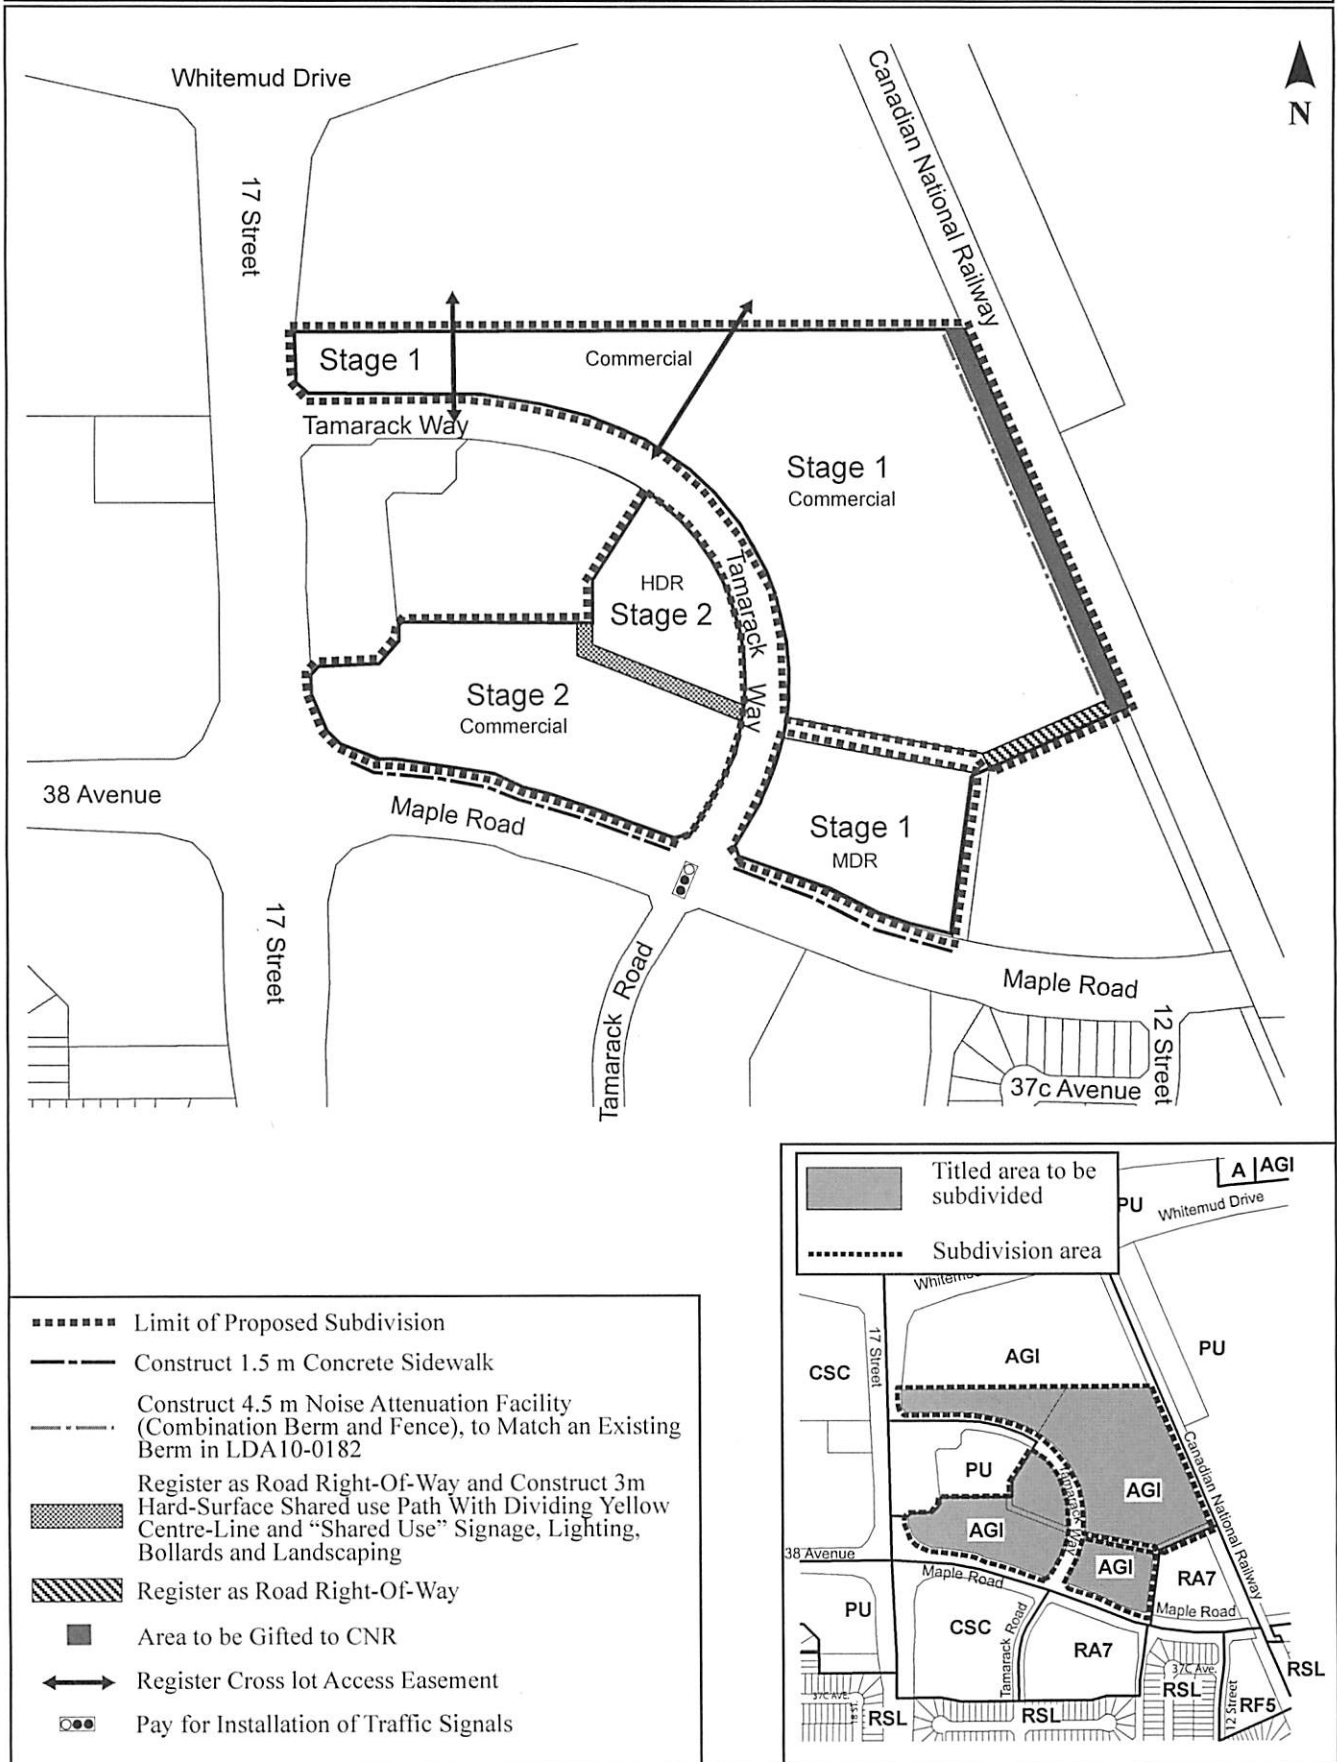 Whitemud Drive
Canadian National Railway
N
17 Street
Stage 1
Commercial
Tamarack Way
Stage 1
Commercial
HDR
Stage 2
Tamarack Way
Stage 2
Commercial
38 Avenue
Maple Road
Stage 1
MDR
17 Street
Tamarack Road
Maple Road
12 Street
37c Avenue
Limit of Proposed Subdivision
Construct 1.5 m Concrete Sidewalk
Construct 4.5 m Noise Attenuation Facility
(Combination Berm and Fence), to Match an Existing
Berm in LDA10-0182
Register as Road Right-Of-Way and Construct 3m
Hard-Surface Shared use Path With Dividing Yellow
Centre-Line and “Shared Use” Signage, Lighting,
Bollards and Landscaping
Register as Road Right-Of-Way
Area to be Gifted to CNR
Register Cross lot Access Easement
Pay for Installation of Traffic Signals
Titled area to be
subdivided
Subdivision area
A
AGI
PU
Whitemud Drive
17 Street
CSC
AGI
PU
PU
AGI
Canadian National Railway
Tamarack Way
AGI
AGI
38 Avenue
Maple Road
RA7
Maple Road
PU
CSC
Tamarack Road
RA7
37C AVE.
37C Ave.
RSL
RSL
RSL
12 Street
RF5
RSL